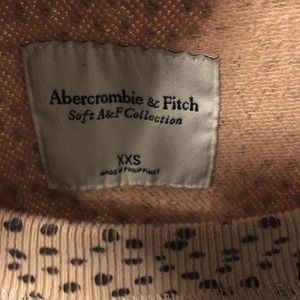 Abercrombie & Fitch
Soft A&F Collection
XXS
MADE IN PHILIPPINES